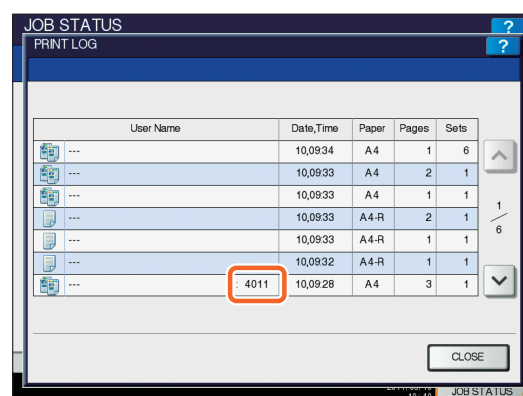 JOB STATUS ?
PRINT LOG ?
User Name Date,Time Paper Pages Sets
--- 10,09:34 A4 1 6
--- 10,09:33 A4 2 1
--- 10,09:33 A4 1 1
--- 10,09:33 A4-R 2 1
--- 10,09:33 A4-R 1 1
--- 10,09:32 A4-R 1 1
--- : 4011 10,09:28 A4 3 1
1
6
CLOSE
JOB STATUS